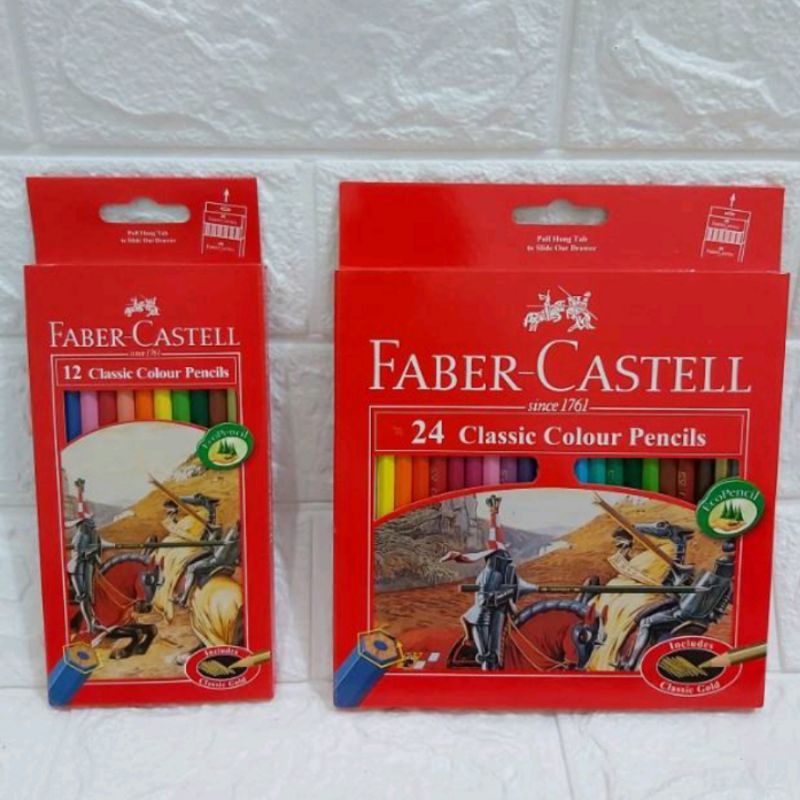 Pull Hang Tab
to Slide Out Drawer
FABER-CASTELL
since 1761
12 Classic Colour Pencils
EcoPencil
Includes
Classic Gold
Pull Hang Tab
to Slide Out Drawer
FABER-CASTELL
FABER-CASTELL
since 1761
24 Classic Colour Pencils
EcoPencil
Includes
Classic Gold